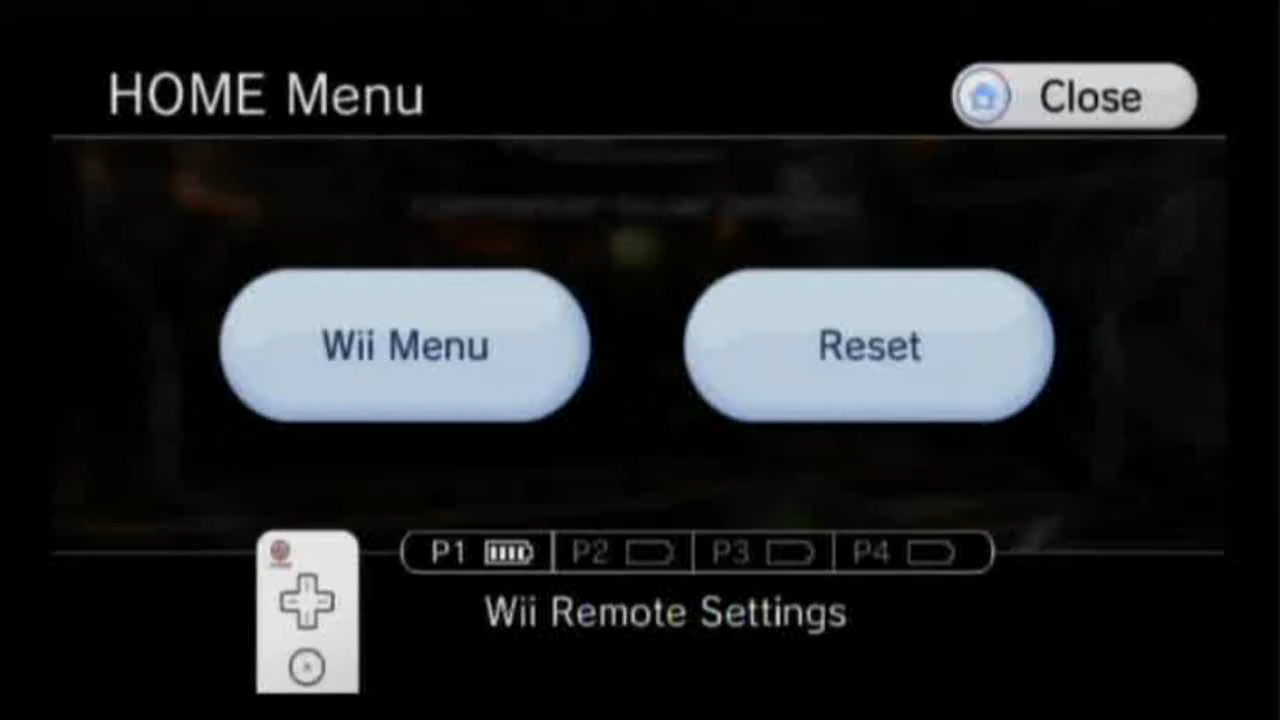 HOME Menu
Close
Wii Menu
Reset
P1 P2 P3 P4
Wii Remote Settings